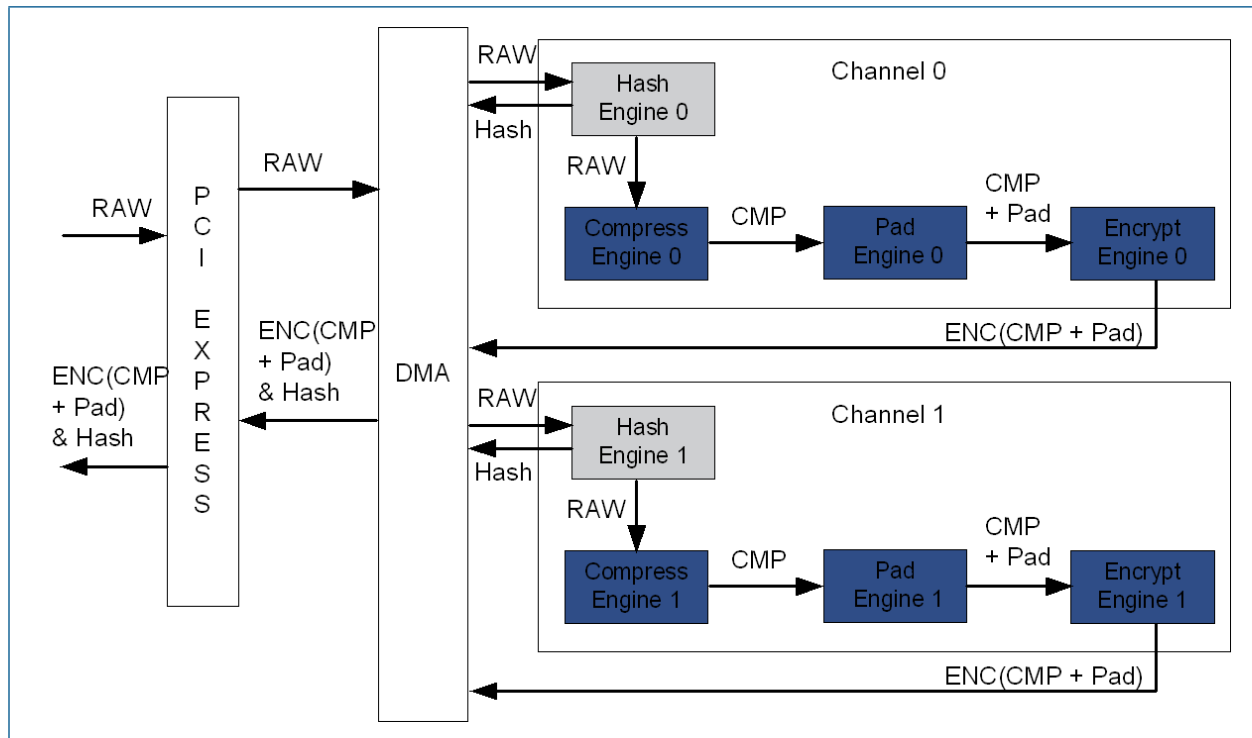 RAW
ENC(CMP
+ Pad)
& Hash
PCI EXPRESS
RAW
ENC(CMP
+ Pad)
& Hash
DMA
RAW
Hash
Channel 0
Hash
Engine 0
RAW
Compress
Engine 0
CMP
Pad
Engine 0
CMP
+ Pad
Encrypt
Engine 0
ENC(CMP + Pad)
RAW
Hash
Channel 1
Hash
Engine 1
RAW
Compress
Engine 1
CMP
Pad
Engine 1
CMP
+ Pad
Encrypt
Engine 1
ENC(CMP + Pad)